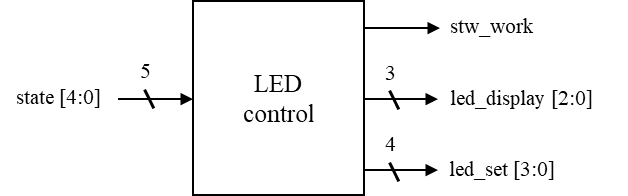 stw_work
5
3
state [4:0]
LED
control
led_display [2:0]
4
led_set [3:0]